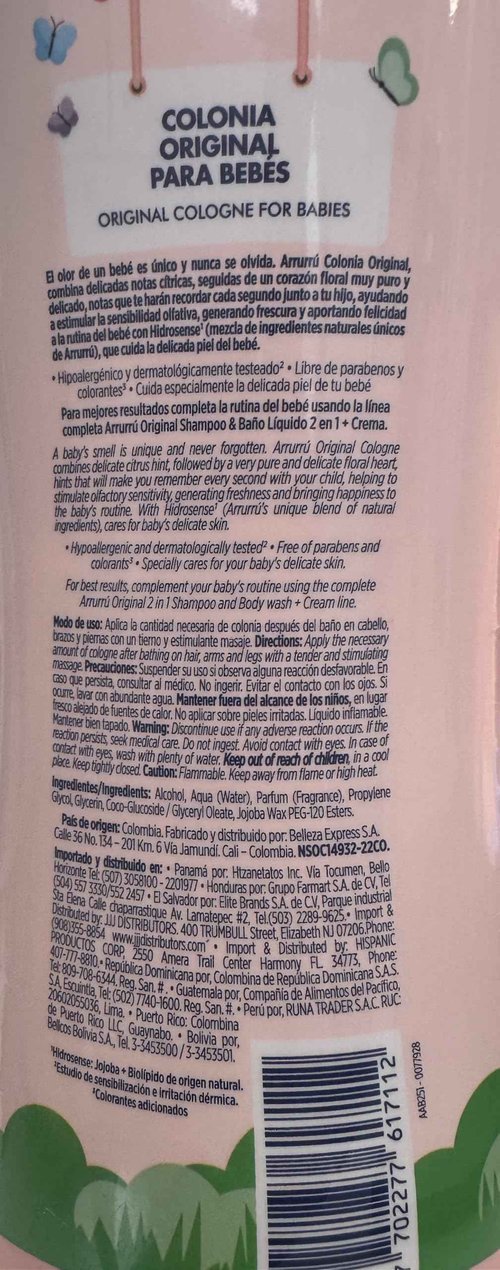 COLONIA
ORIGINAL
PARA BEBÉS
ORIGINAL COLOGNE FOR BABIES
El olor de un bebé es único y nunca se olvida. Arrurrú Colonia Original,
combina delicadas notas cítricas, seguidas de un corazón floral muy puro y
delicado, notas que te harán recordar cada segundo junto a tu hijo, ayudando
a estimular la sensibilidad olfativa, generando frescura y aportando felicidad
a la rutina del bebé con Hidrosense¹ (mezcla de ingredientes naturales únicos
de Arrurrú), que cuida la delicada piel del bebé.
• Hipoalergénico y dermatológicamente testeado² • Libre de parabenos y
colorantes³ • Cuida especialmente la delicada piel de tu bebé
Para mejores resultados completa la rutina del bebé usando la línea
completa Arrurrú Original Shampoo & Baño Líquido 2 en 1 + Crema.
A baby's smell is unique and never forgotten. Arrurrú Original Cologne
combines delicate citrus hint, followed by a very pure and delicate floral heart,
hints that will make you remember every second with your child, helping to
stimulate olfactory sensitivity, generating freshness and bringing happiness to
the baby's routine. With Hidrosense¹ (Arrurrú's unique blend of natural
ingredients), cares for baby's delicate skin.
• Hypoallergenic and dermatologically tested² • Free of parabens and
colorants³ • Specially cares for your baby's delicate skin.
For best results, complement your baby's routine using the complete
Arrurrú Original 2 in 1 Shampoo and Body wash + Cream line.
Modo de uso: Aplica la cantidad necesaria de colonia después del baño en cabello,
brazos y piernas con un tierno y estimulante masaje. Directions: Apply the necessary
amount of cologne after bathing on hair, arms and legs with a tender and stimulating
massage. Precauciones: Suspender su uso si observa alguna reacción desfavorable. En
caso que persista, consultar al médico. No ingerir. Evitar el contacto con los ojos. Si
ocurre, lavar con abundante agua. Mantener fuera del alcance de los niños, en lugar
fresco alejado de fuentes de calor. No aplicar sobre pieles irritadas. Líquido inflamable.
Mantener bien tapado. Warning: Discontinue use if any adverse reaction occurs. If the
reaction persists, seek medical care. Do not ingest. Avoid contact with eyes. In case of
contact with eyes, wash with plenty of water. Keep out of reach of children, in a cool
place. Keep tightly closed. Caution: Flammable. Keep away from flame or high heat.
Ingredientes/Ingredients: Alcohol, Aqua (Water), Parfum (Fragrance), Propylene
Glycol, Glycerin, Coco-Glucoside / Glyceryl Oleate, Jojoba Wax PEG-120 Esters.
País de origen: Colombia. Fabricado y distribuido por: Belleza Express S.A.
Calle 36 No. 134 – 201 Km. 6 Vía Jamundí. Cali – Colombia. NSOC14932-22CO.
Importado y distribuido en: • Panamá por: Htzanetatos Inc. Vía Tocumen, Bello
Horizonte Tel: (507) 3058100 - 2201977 • Honduras por: Grupo Farmart S.A. de C.V, Tel
(504) 557 3330/552 2457 • El Salvador por: Elite Brands S.A. de C.V, Parque industrial
Sta Elena Calle chaparrastique Av. Lamatepec #2, Tel.(503) 2289-9625.• Import &
Distributed by: JJJ DISTRIBUTORS. 400 TRUMBULL Street, Elizabeth NJ 07206.Phone:
(908)355-8854 www.jjjdistributors.com • Import & Distributed by: HISPANIC
PRODUCTOS CORP, 2550 Amera Trail Center Harmony FL 34773, Phone:
407-777-8810.• República Dominicana por, Colombina de República Dominicana S.A.S.
Tel: 809-708-6344, Reg. San. #. • Guatemala por, Compañía de Alimentos del Pacífico,
S.A, Escuintla, Tel: (502) 7740-1600. Reg. San. #. • Perú por, RUNA TRADER S.A.C. RUC:
20602055036, Lima. • Puerto Rico: Colombina
de Puerto Rico LLC, Guaynabo. • Bolivia por,
Belicos Bolivia S.A., Tel. 3-3453500 / 3-3453501.
¹Hidrosense: Jojoba + Biolípido de origen natural.
²Estudio de sensibilización e irritación dérmica.
³Colorantes adicionados
7 702277 617112
AAB251 - 0077928